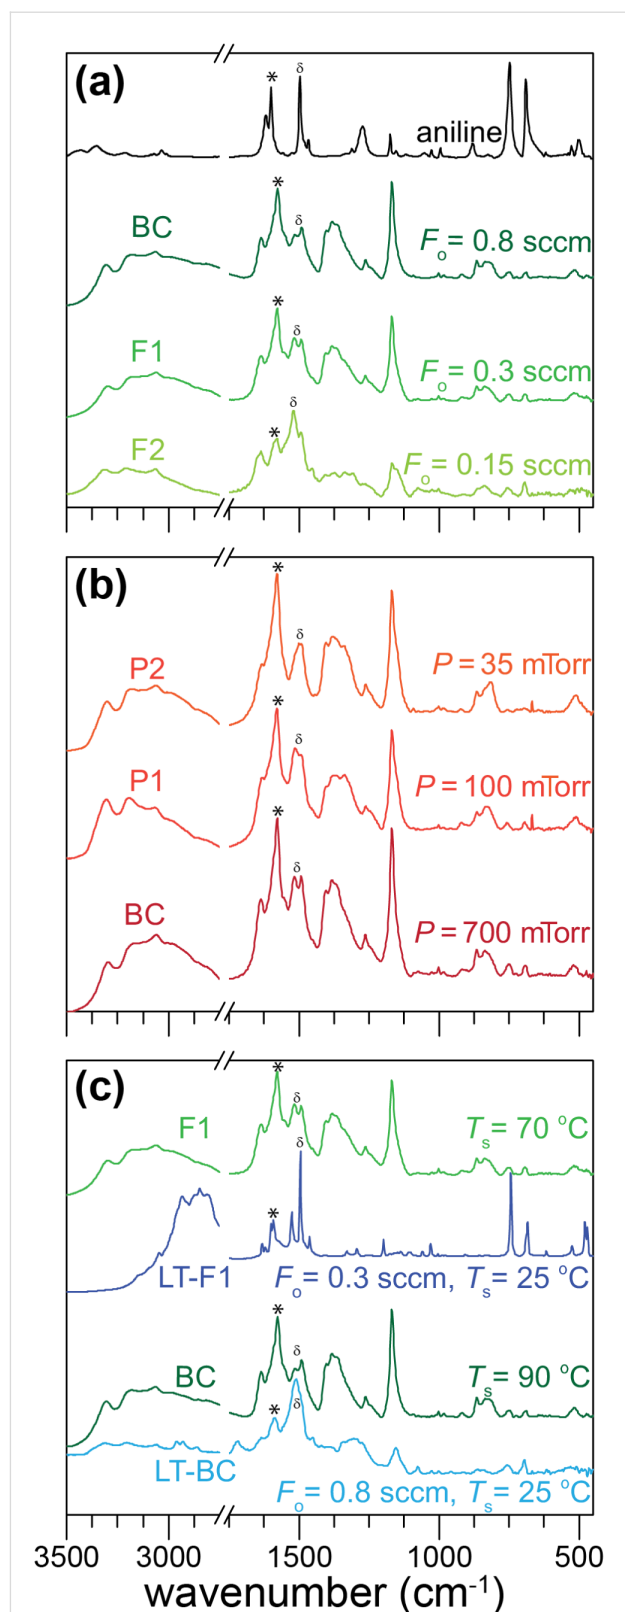 (a)
* δ
aniline
BC * δ
Fo = 0.8 sccm
F1 * δ
Fo = 0.3 sccm
F2 * δ
Fo = 0.15 sccm
(b)
* δ
P2 P = 35 mTorr
* δ
P1 P = 100 mTorr
* δ
BC P = 700 mTorr
(c)
* δ
F1 Ts = 70 °C
* δ
LT-F1 Fo = 0.3 sccm, Ts = 25 °C
* δ
BC Ts = 90 °C
* δ
LT-BC Fo = 0.8 sccm, Ts = 25 °C
3500 3000 1500 1000 500
wavenumber (cm⁻¹)